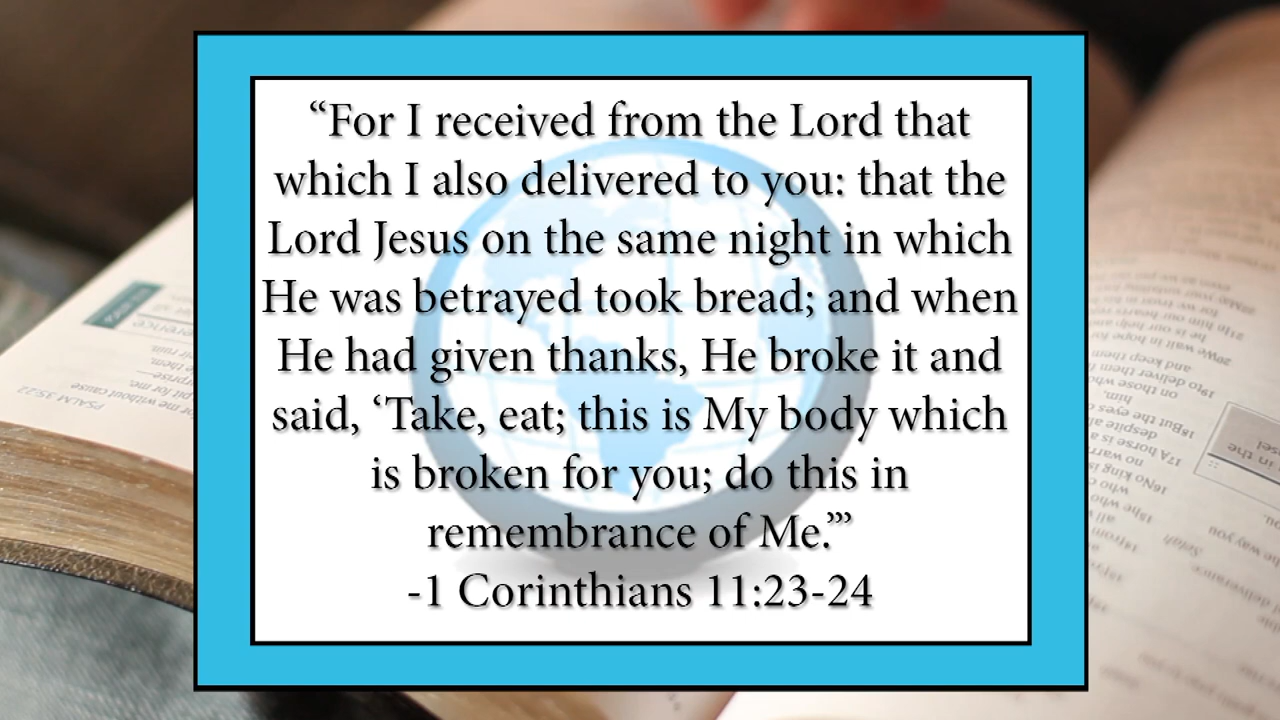 “For I received from the Lord that
which I also delivered to you: that the
Lord Jesus on the same night in which
He was betrayed took bread; and when
He had given thanks, He broke it and
said, ‘Take, eat; this is My body which
is broken for you; do this in
remembrance of Me.’”
-1 Corinthians 11:23-24
PSALM 35:22